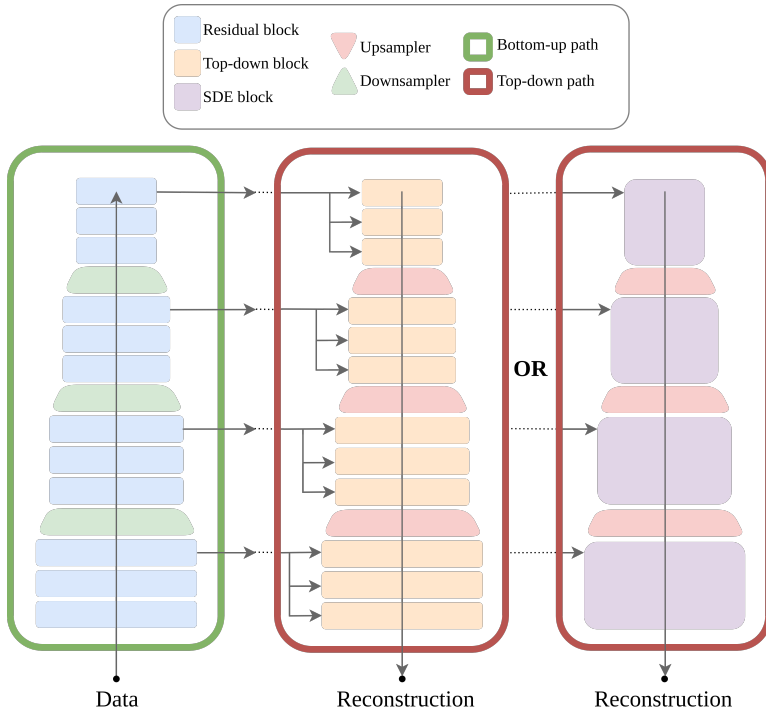 Residual block
Top-down block
SDE block
Upsampler
Downsampler
Bottom-up path
Top-down path
OR
Data
Reconstruction
Reconstruction